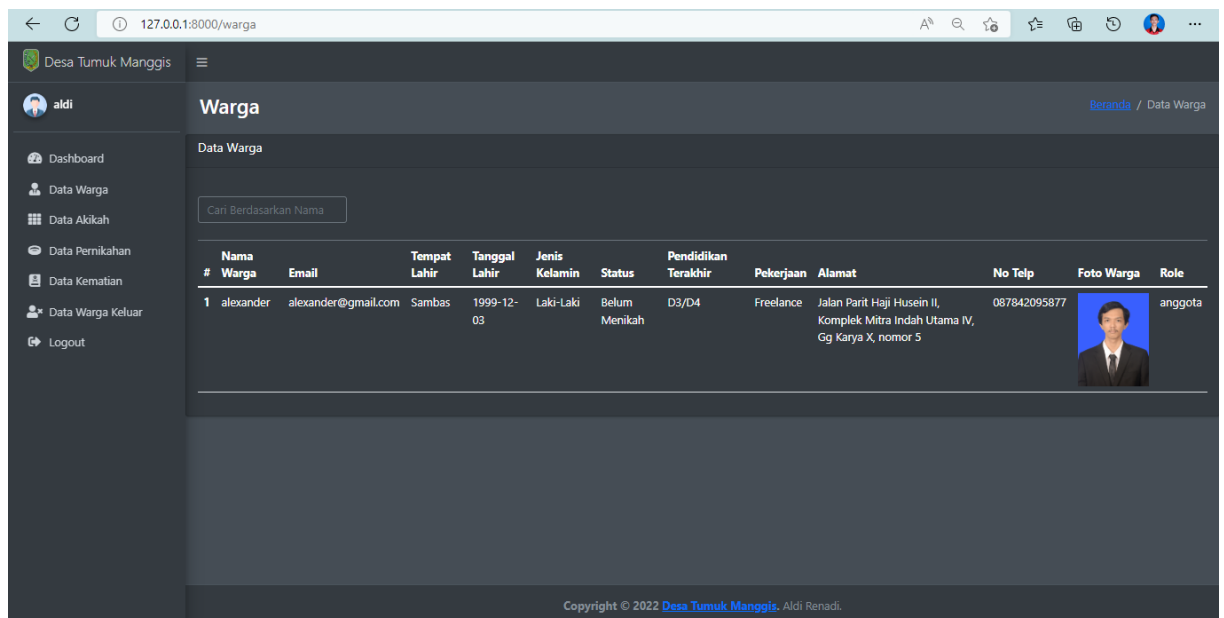 127.0.0.1:8000/warga
Desa Tumuk Manggis
aldi
Warga
Beranda / Data Warga
Dashboard
Data Warga
Data Akikah
Data Pernikahan
Data Kematian
Data Warga Keluar
Logout
Data Warga
Cari Berdasarkan Nama
# Nama Warga Email Tempat Lahir Tanggal Lahir Jenis Kelamin Status Pendidikan Terakhir Pekerjaan Alamat No Telp Foto Warga Role
1 alexander alexander@gmail.com Sambas 1999-12-03 Laki-Laki Belum Menikah D3/D4 Freelance Jalan Parit Haji Husein II, Komplek Mitra Indah Utama IV, Gg Karya X, nomor 5 087842095877 anggota
Copyright © 2022 Desa Tumuk Manggis. Aldi Renadi.